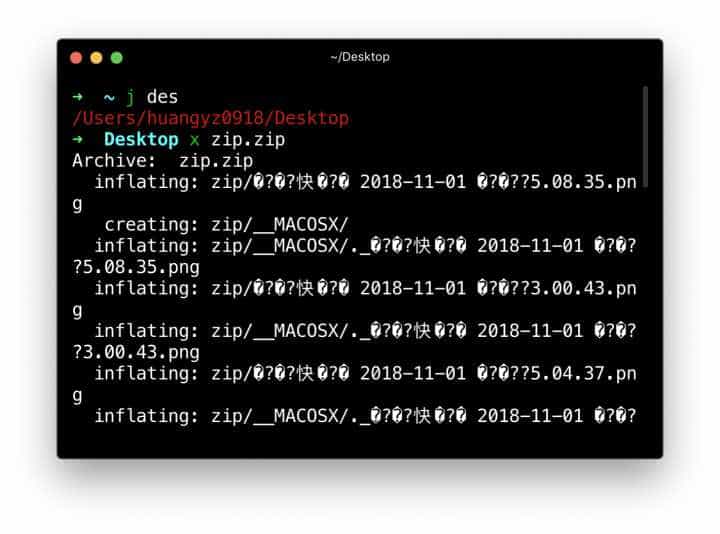 ~/Desktop
➜  ~ j des
/Users/huangyz0918/Desktop
➜  Desktop x zip.zip
Archive:  zip.zip
  inflating: zip/�?�?快�?� 2018-11-01 �?�??5.08.35.pn
g
   creating: zip/__MACOSX/
  inflating: zip/__MACOSX/._�?�?快�?� 2018-11-01 �?�?
?5.08.35.png
  inflating: zip/�?�?快�?� 2018-11-01 �?�??3.00.43.pn
g
  inflating: zip/__MACOSX/._�?�?快�?� 2018-11-01 �?�?
?3.00.43.png
  inflating: zip/�?�?快�?� 2018-11-01 �?�??5.04.37.pn
g
  inflating: zip/__MACOSX/._�?�?快�?� 2018-11-01 �?�?